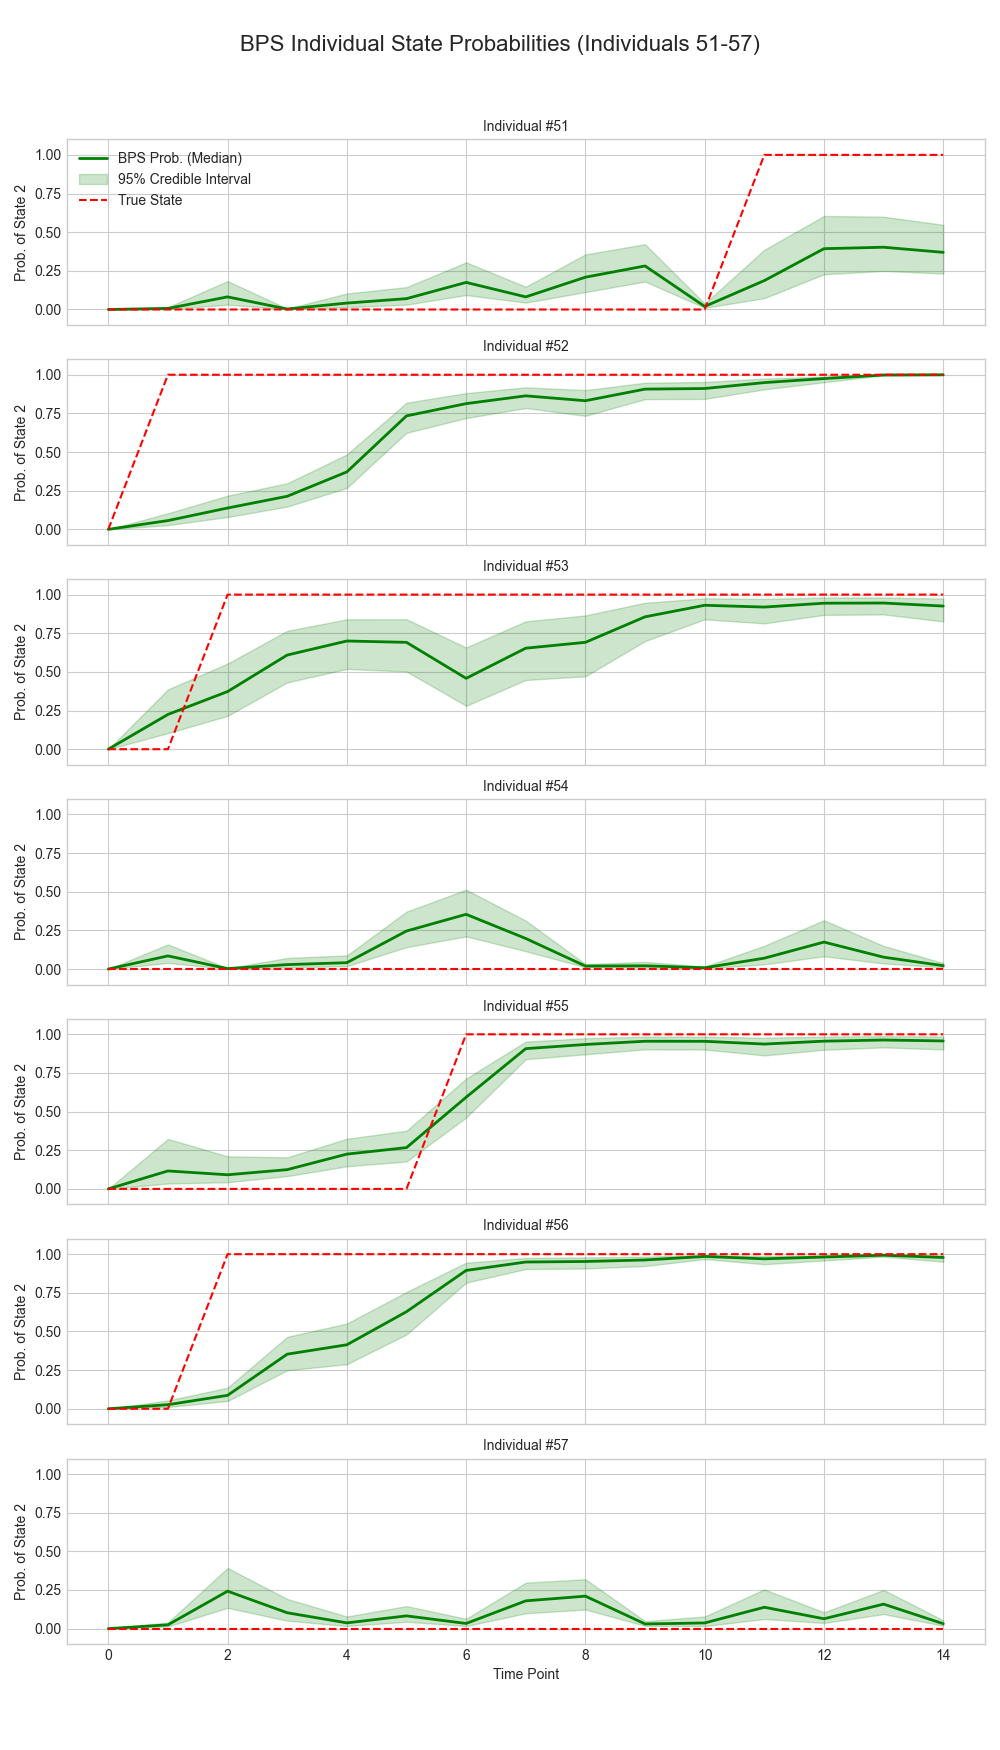 BPS Individual State Probabilities (Individuals 51-57)
Individual #51
BPS Prob. (Median)
95% Credible Interval
True State
Prob. of State 2
1.00
0.75
0.50
0.25
0.00
Individual #52
Prob. of State 2
1.00
0.75
0.50
0.25
0.00
Individual #53
Prob. of State 2
1.00
0.75
0.50
0.25
0.00
Individual #54
Prob. of State 2
1.00
0.75
0.50
0.25
0.00
Individual #55
Prob. of State 2
1.00
0.75
0.50
0.25
0.00
Individual #56
Prob. of State 2
1.00
0.75
0.50
0.25
0.00
Individual #57
Prob. of State 2
1.00
0.75
0.50
0.25
0.00
0 2 4 6 8 10 12 14
Time Point